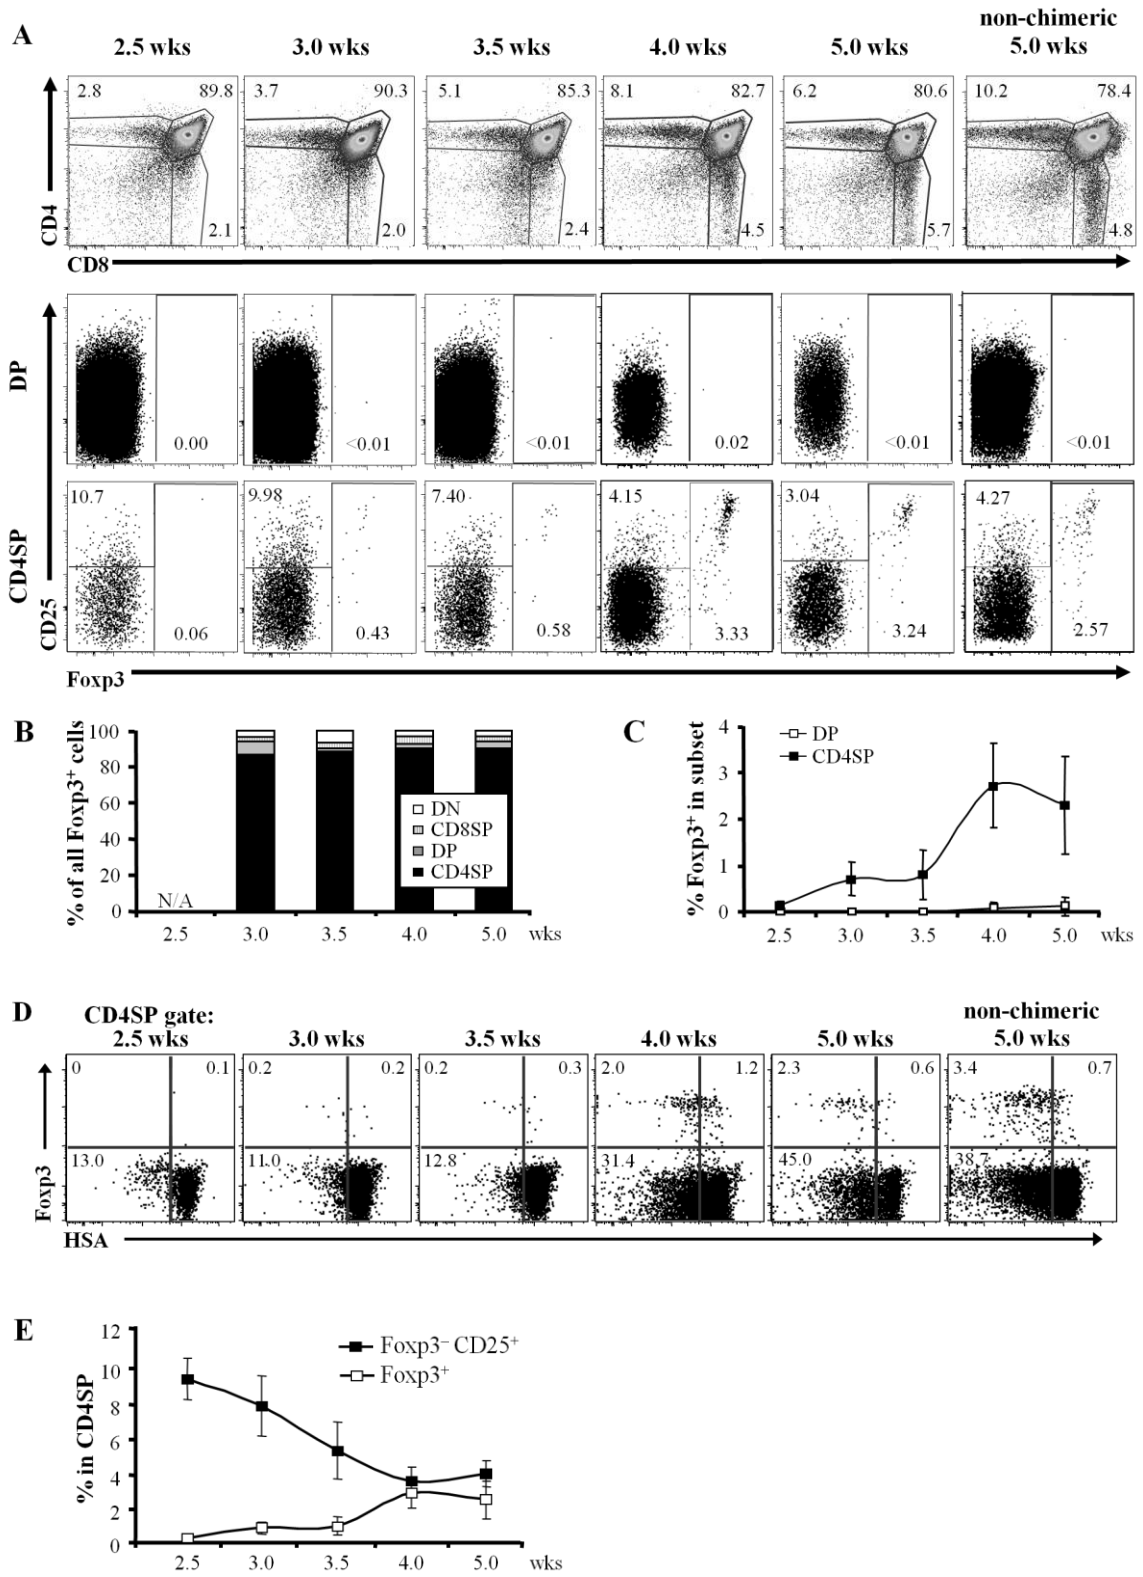 A
2.5 wks 3.0 wks 3.5 wks 4.0 wks 5.0 wks non-chimeric 5.0 wks
2.8 89.8 3.7 90.3 5.1 85.3 8.1 82.7 6.2 80.6 10.2 78.4
2.1 2.0 2.4 4.5 5.7 4.8
CD4
CD8
DP
0.00 <0.01 <0.01 0.02 <0.01 <0.01
CD4SP
10.7 9.98 7.40 4.15 3.04 4.27
0.06 0.43 0.58 3.33 3.24 2.57
CD25
Foxp3
B
% of all Foxp3⁺ cells
100
80
60
40
20
0
N/A
DN
CD8SP
DP
CD4SP
2.5 3.0 3.5 4.0 5.0 wks
C
% Foxp3⁺ in subset
4
3
2
1
0
DP
CD4SP
2.5 3.0 3.5 4.0 5.0 wks
D
CD4SP gate:
2.5 wks 3.0 wks 3.5 wks 4.0 wks 5.0 wks non-chimeric 5.0 wks
0 0.1 0.2 0.2 0.2 0.3 2.0 1.2 2.3 0.6 3.4 0.7
13.0 11.0 12.8 31.4 45.0 38.7
Foxp3
HSA
E
% in CD4SP
12
10
8
6
4
2
0
Foxp3⁻ CD25⁺
Foxp3⁺
2.5 3.0 3.5 4.0 5.0 wks